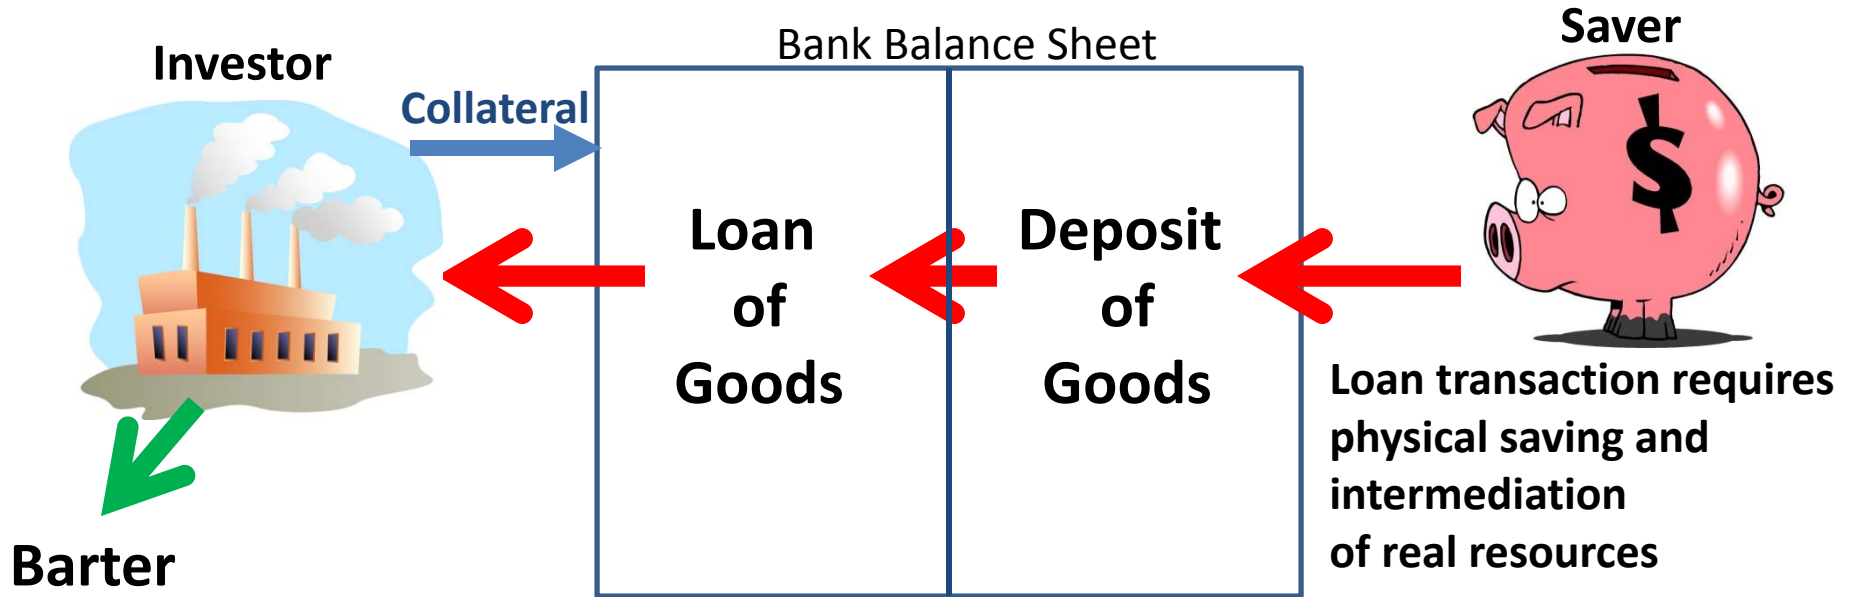 Bank Balance Sheet
Investor
Saver
Collateral
$
Loan
of
Goods
Deposit
of
Goods
Loan transaction requires
physical saving and
intermediation
of real resources
Barter